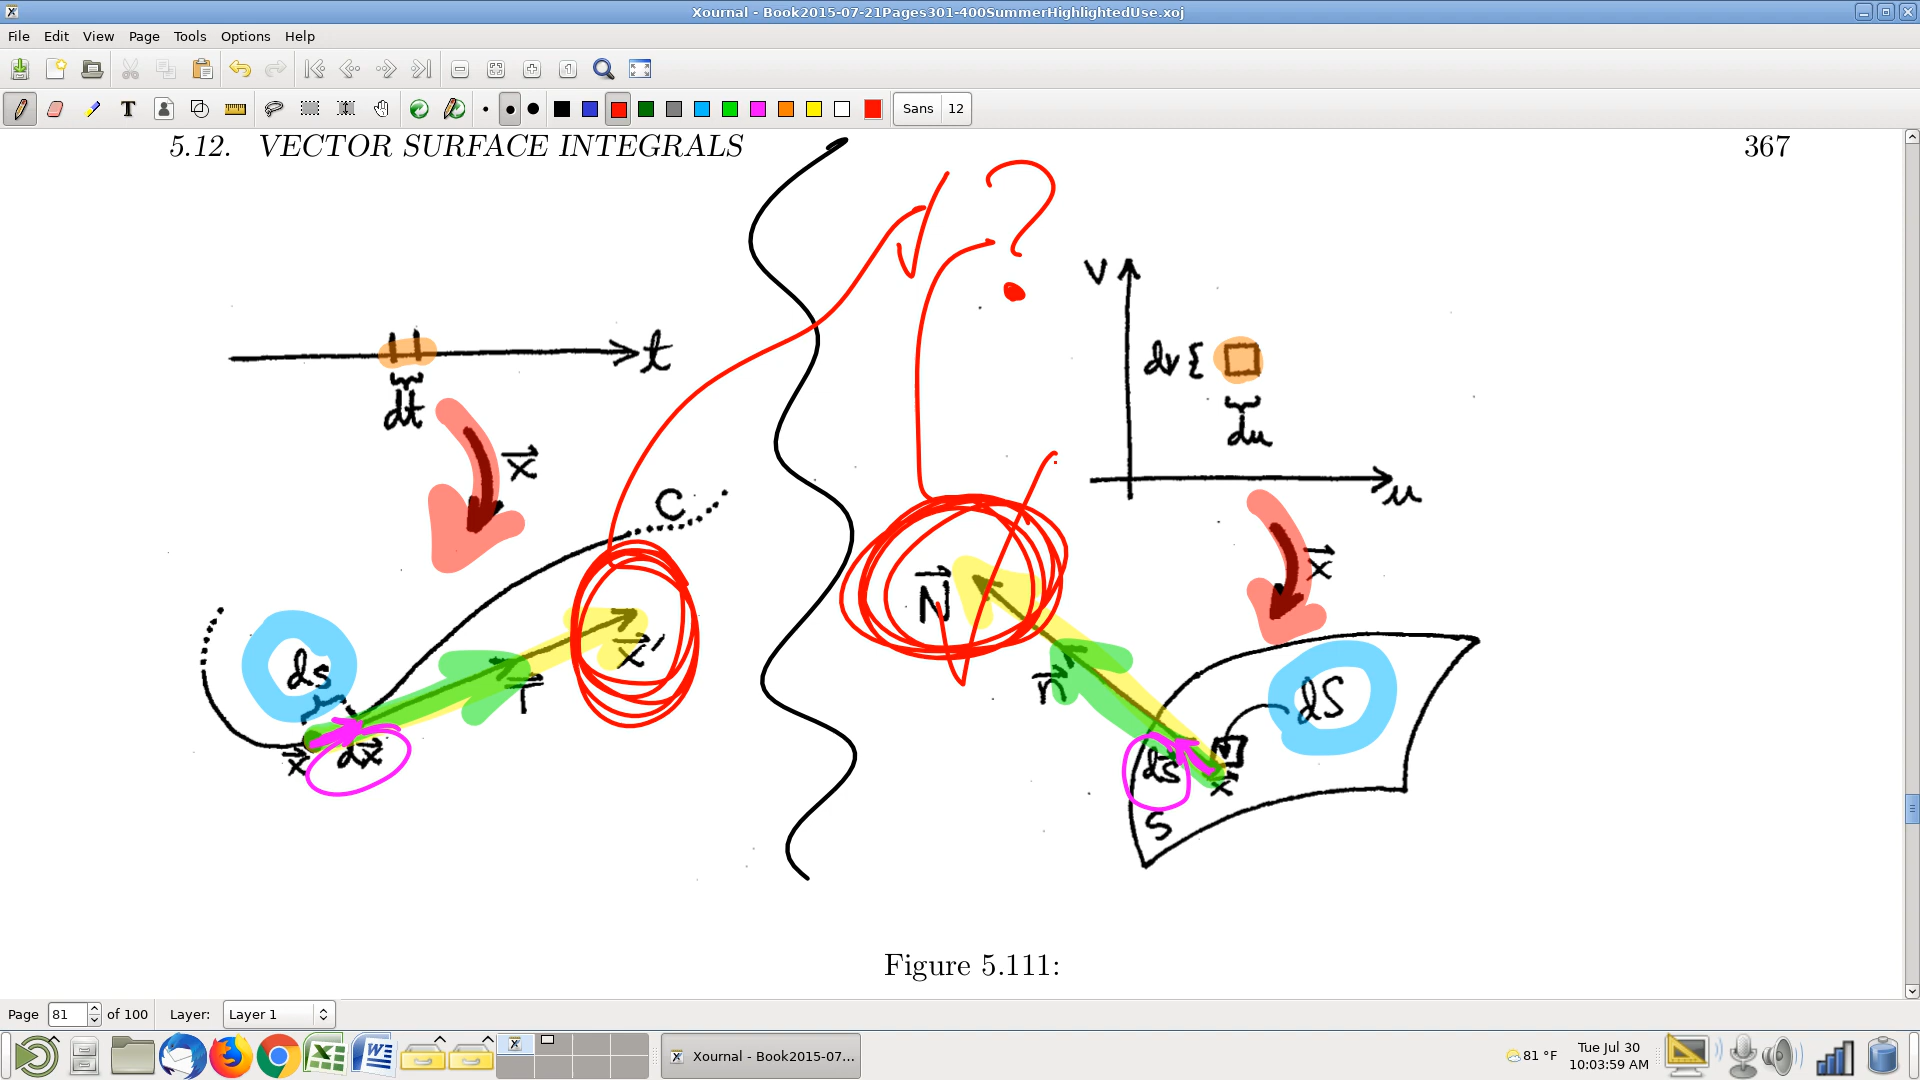 Xournal - Book2015-07-21Pages301-400SummerHighlightedUse.xoj
File Edit View Page Tools Options Help
Sans 12
5.12. VECTOR SURFACE INTEGRALS 367
?
v
t
dt
dv {
du
u
x⃗
C
x⃗
N⃗
ds
x⃗′
T⃗
n⃗
dS
x⃗
dx⃗
dS⃗
x⃗
S
Figure 5.111:
Page 81 of 100 Layer: Layer 1
Xournal - Book2015-07...
81 °F
Tue Jul 30
10:03:59 AM